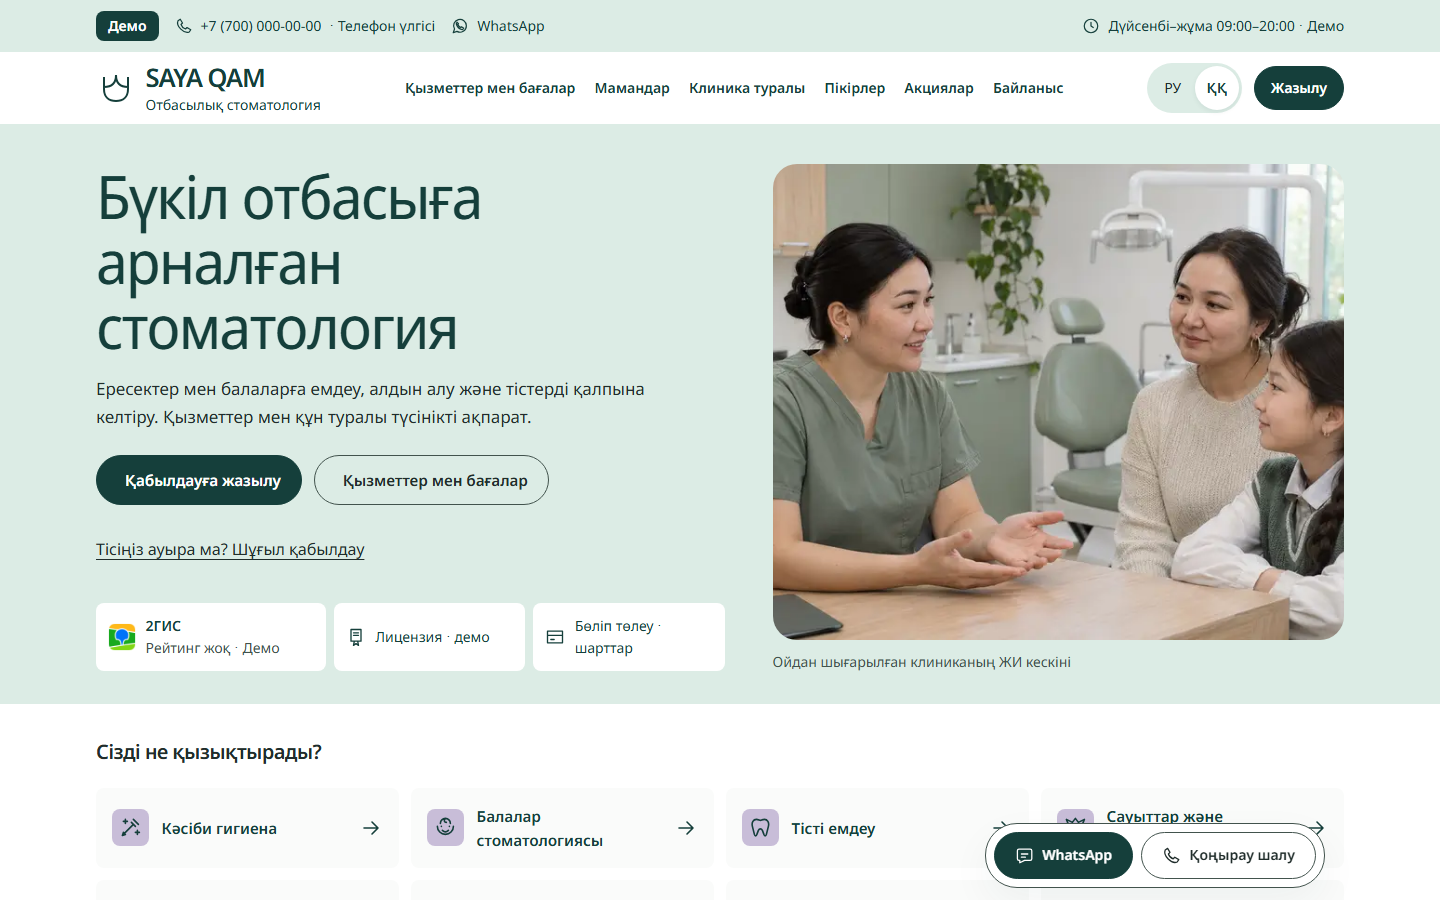 Демо
+7 (700) 000-00-00 · Телефон үлгісі
WhatsApp
Дүйсенбі–жұма 09:00–20:00 · Демо
SAYA QAM
Отбасылық стоматология
Қызметтер мен бағалар
Мамандар
Клиника туралы
Пікірлер
Акциялар
Байланыс
РУ
ҚҚ
Жазылу
Бүкіл отбасыға
арналған
стоматология
Ересектер мен балаларға емдеу, алдын алу және тістерді қалпына
келтіру. Қызметтер мен құн туралы түсінікті ақпарат.
Қабылдауға жазылу
Қызметтер мен бағалар
Тісіңіз ауыра ма? Шұғыл қабылдау
2ГИС
Рейтинг жоқ · Демо
Лицензия · демо
Бөліп төлеу ·
шарттар
Ойдан шығарылған клиниканың ЖИ кескіні
Сізді не қызықтырады?
Кәсіби гигиена
Балалар
стоматологиясы
Тісті емдеу
Сауыттар және
WhatsApp
Қоңырау шалу